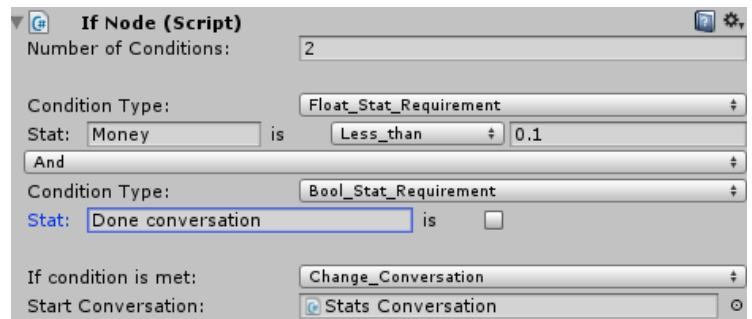 If Node (Script)
Number of Conditions: 2
Condition Type: Float_Stat_Requirement
Stat: Money is Less_than 0.1
And
Condition Type: Bool_Stat_Requirement
Stat: Done conversation is
If condition is met: Change_Conversation
Start Conversation: Stats Conversation